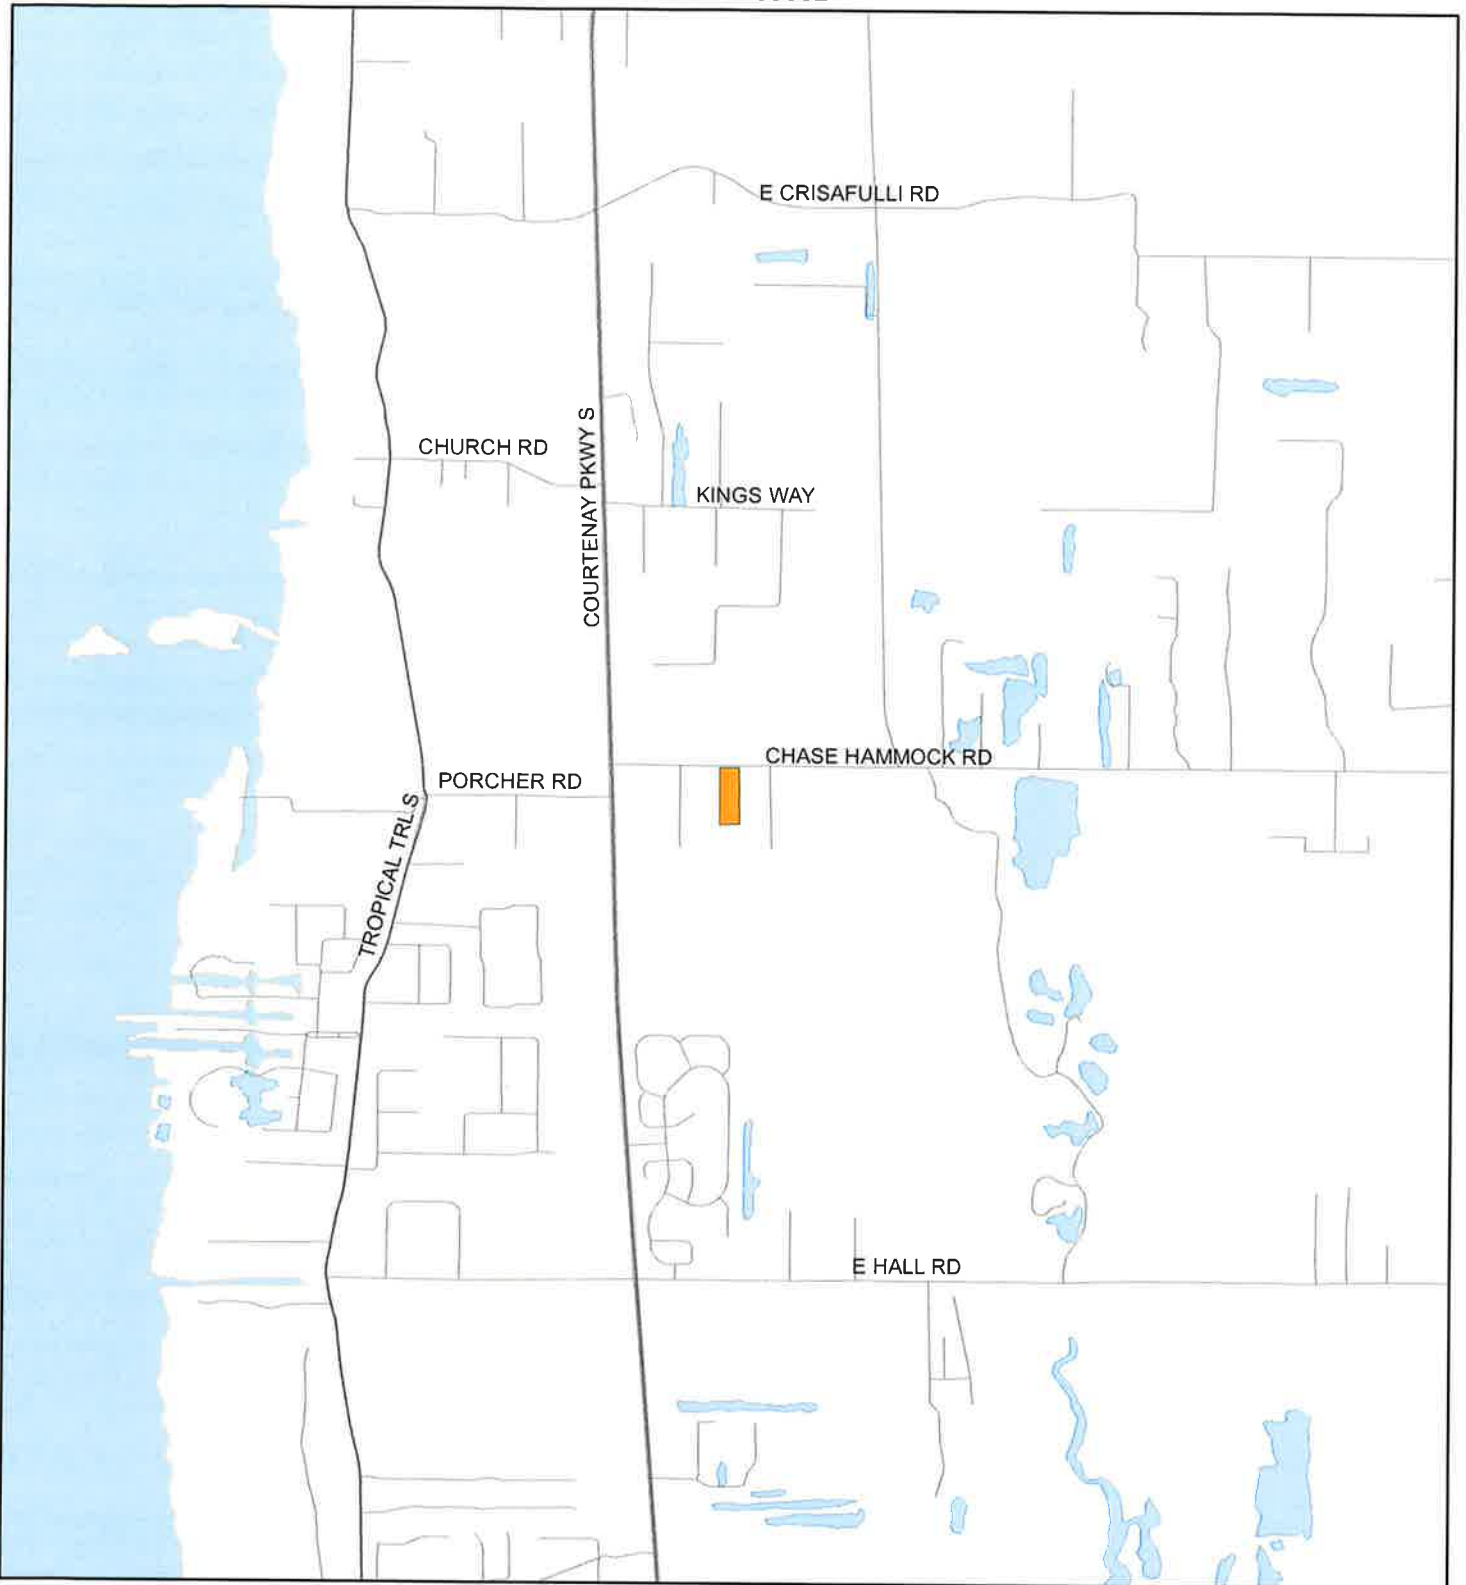 E CRISAFULLI RD
CHURCH RD
COURTENAY PKWY S
KINGS WAY
CHASE HAMMOCK RD
PORCHER RD
TROPICAL TRL S
E HALL RD